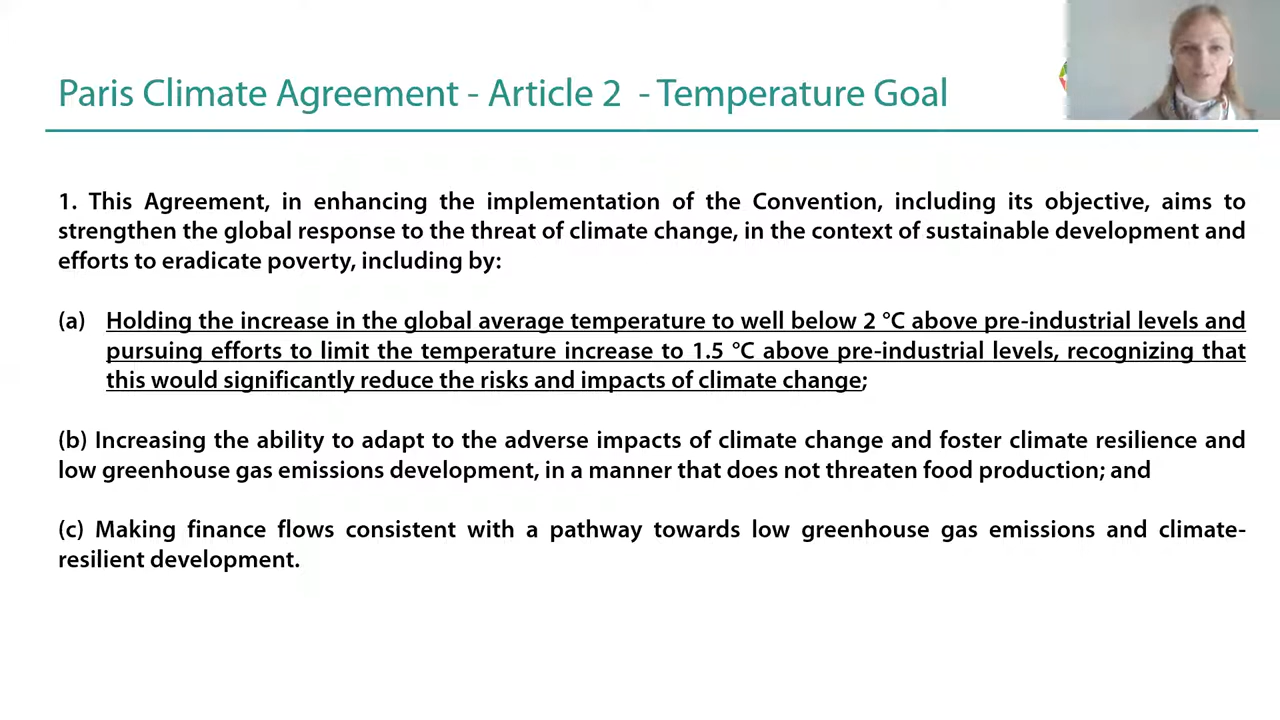 Paris Climate Agreement - Article 2 - Temperature Goal
1. This Agreement, in enhancing the implementation of the Convention, including its objective, aims to
strengthen the global response to the threat of climate change, in the context of sustainable development and
efforts to eradicate poverty, including by:
(a) Holding the increase in the global average temperature to well below 2 °C above pre-industrial levels and
pursuing efforts to limit the temperature increase to 1.5 °C above pre-industrial levels, recognizing that
this would significantly reduce the risks and impacts of climate change;
(b) Increasing the ability to adapt to the adverse impacts of climate change and foster climate resilience and
low greenhouse gas emissions development, in a manner that does not threaten food production; and
(c) Making finance flows consistent with a pathway towards low greenhouse gas emissions and climate-
resilient development.